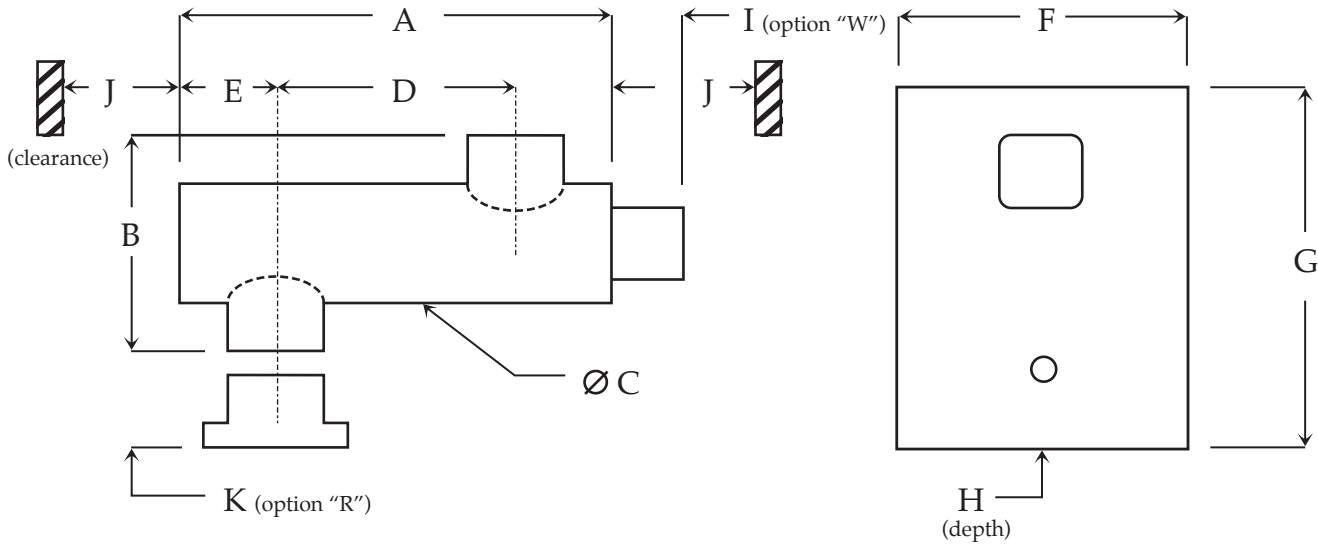 A
I (option “W”)
F
J
E
D
J
(clearance)
B
G
Ø C
K (option “R”)
H
(depth)